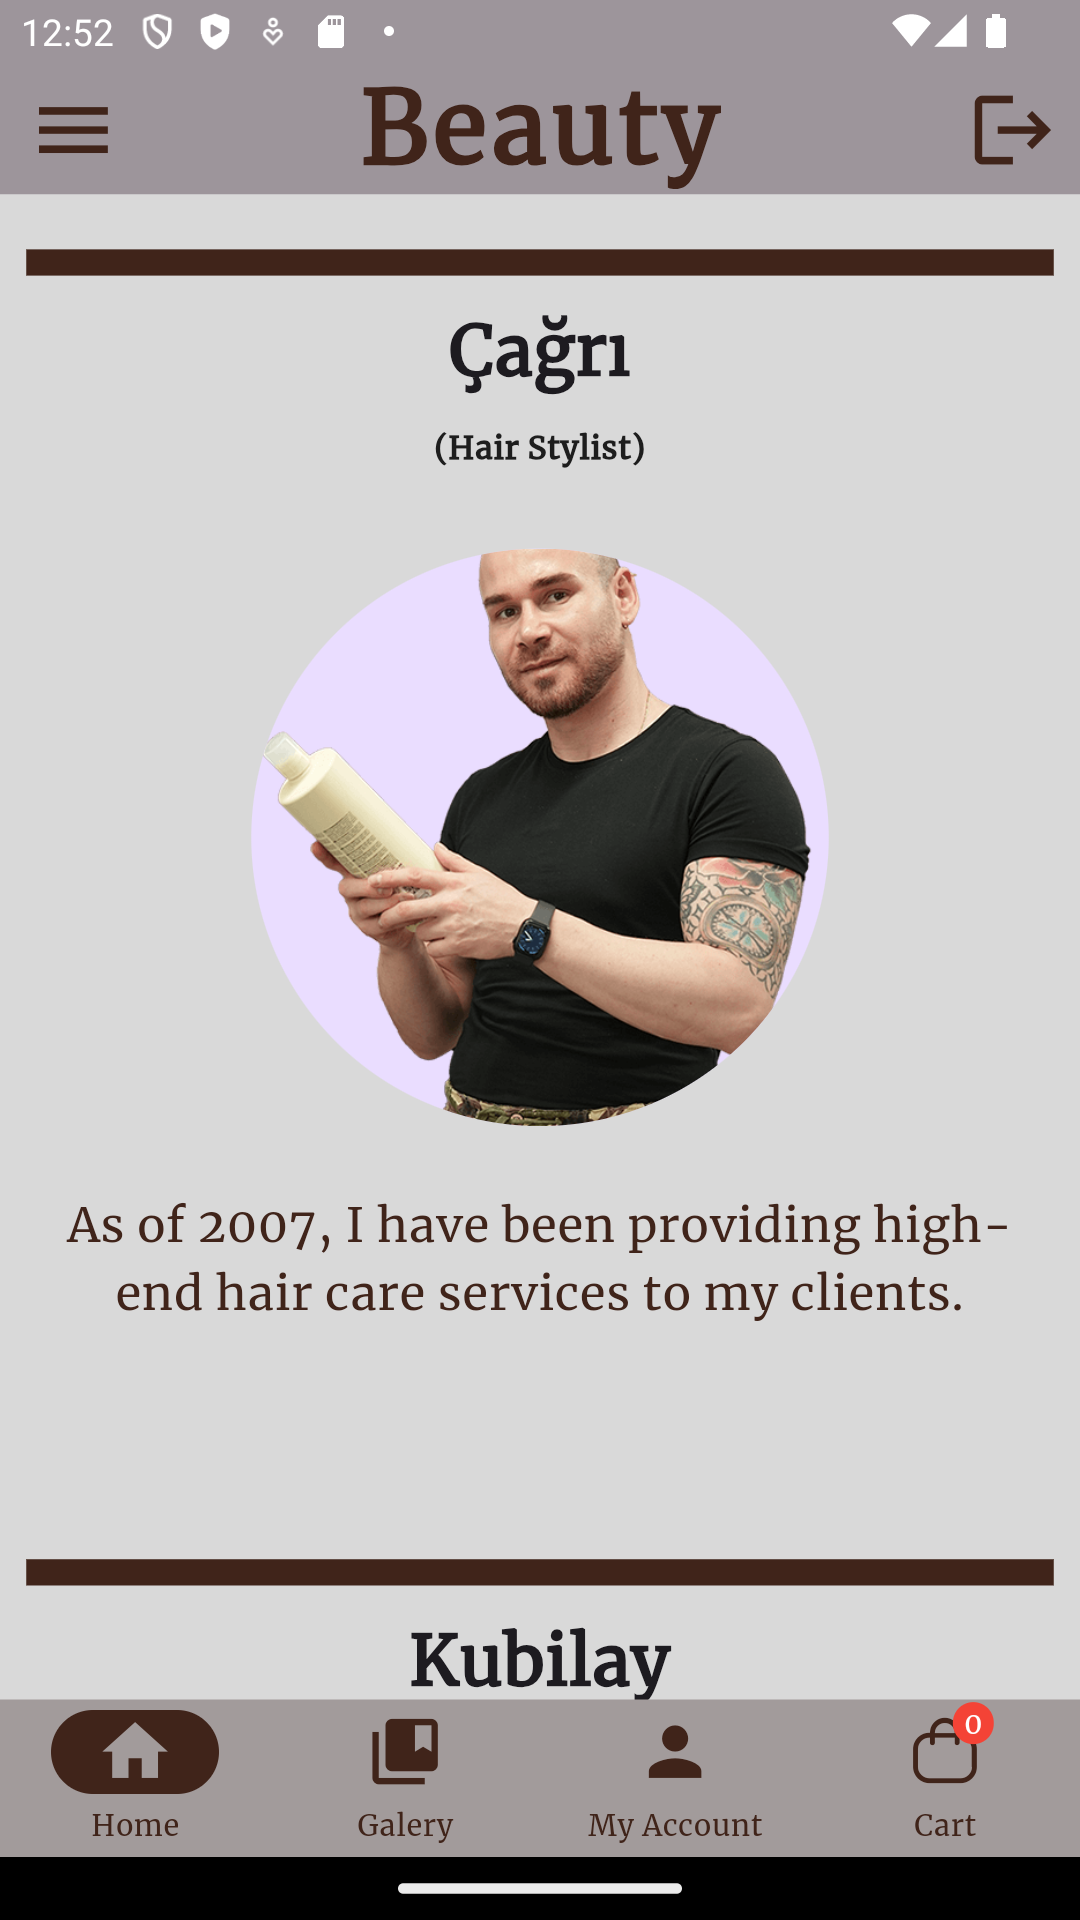 12:52
Beauty
Çağrı
(Hair Stylist)
As of 2007, I have been providing high-
end hair care services to my clients.
Kubilay
0
Home
Galery
My Account
Cart